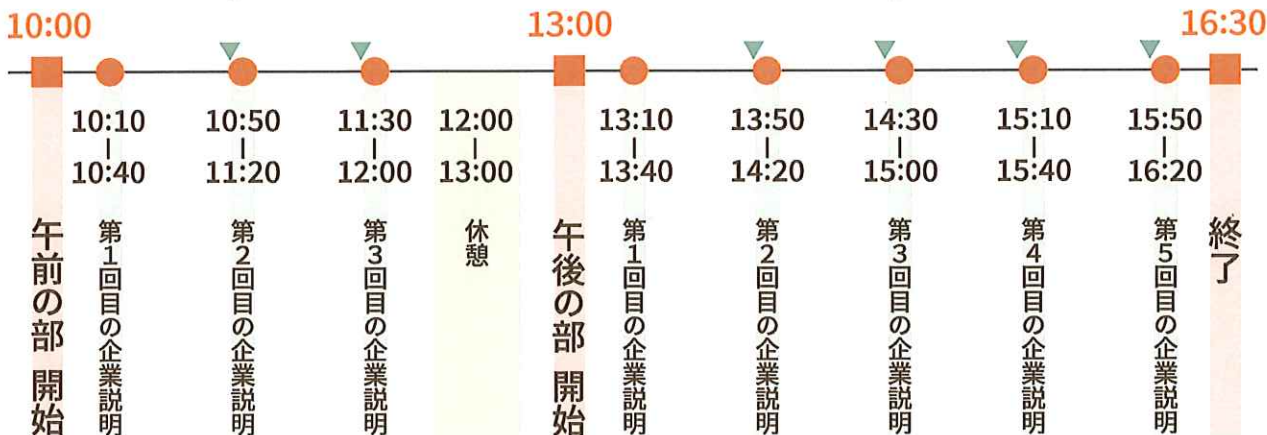 10:00
午前の部 開始
10:10
10:40
第1回目の企業説明
10:50
11:20
第2回目の企業説明
11:30
12:00
第3回目の企業説明
12:00
13:00
休憩
13:00
午後の部 開始
13:10
13:40
第1回目の企業説明
13:50
14:20
第2回目の企業説明
14:30
15:00
第3回目の企業説明
15:10
15:40
第4回目の企業説明
15:50
16:20
第5回目の企業説明
16:30
終了